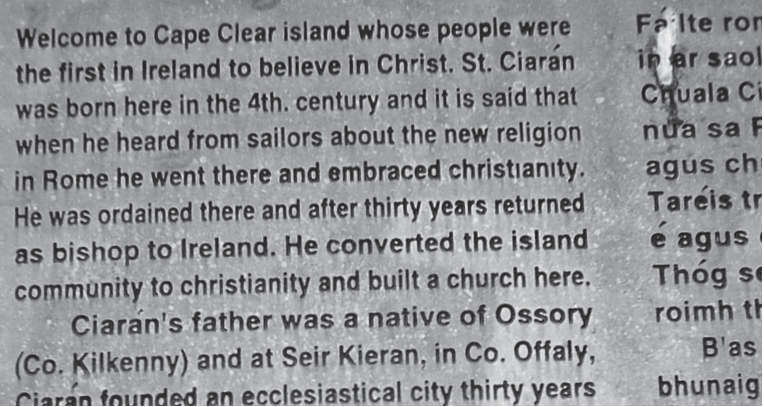 Welcome to Cape Clear island whose people were
the first in Ireland to believe in Christ. St. Ciarán
was born here in the 4th. century and it is said that
when he heard from sailors about the new religion
in Rome he went there and embraced christianity.
He was ordained there and after thirty years returned
as bishop to Ireland. He converted the island
community to christianity and built a church here.
Ciarán's father was a native of Ossory
(Co. Kilkenny) and at Seir Kieran, in Co. Offaly,
Ciarán founded an ecclesiastical city thirty years
Fáilte
in ár
Chuala
nua sa
agus
Taréis
é agus
Thóg
roimh
B'as